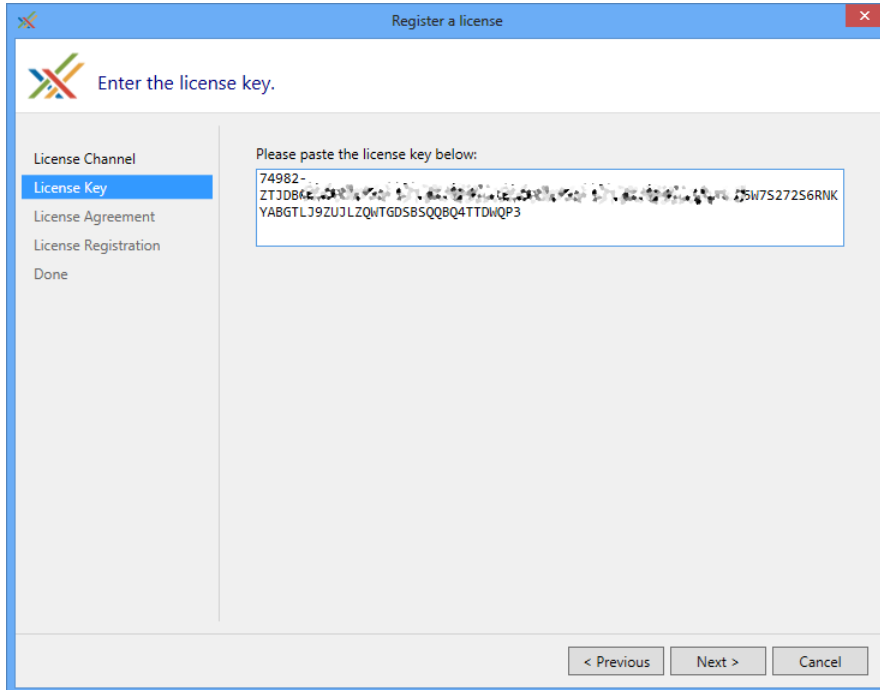 Register a license
Enter the license key.
License Channel
License Key
License Agreement
License Registration
Done
Please paste the license key below:
74982-
ZTJDB 5W7S272S6RNK
YABGTLJ9ZUJLZQWTGDSBSQQBQ4TTDWQP3
< Previous
Next >
Cancel